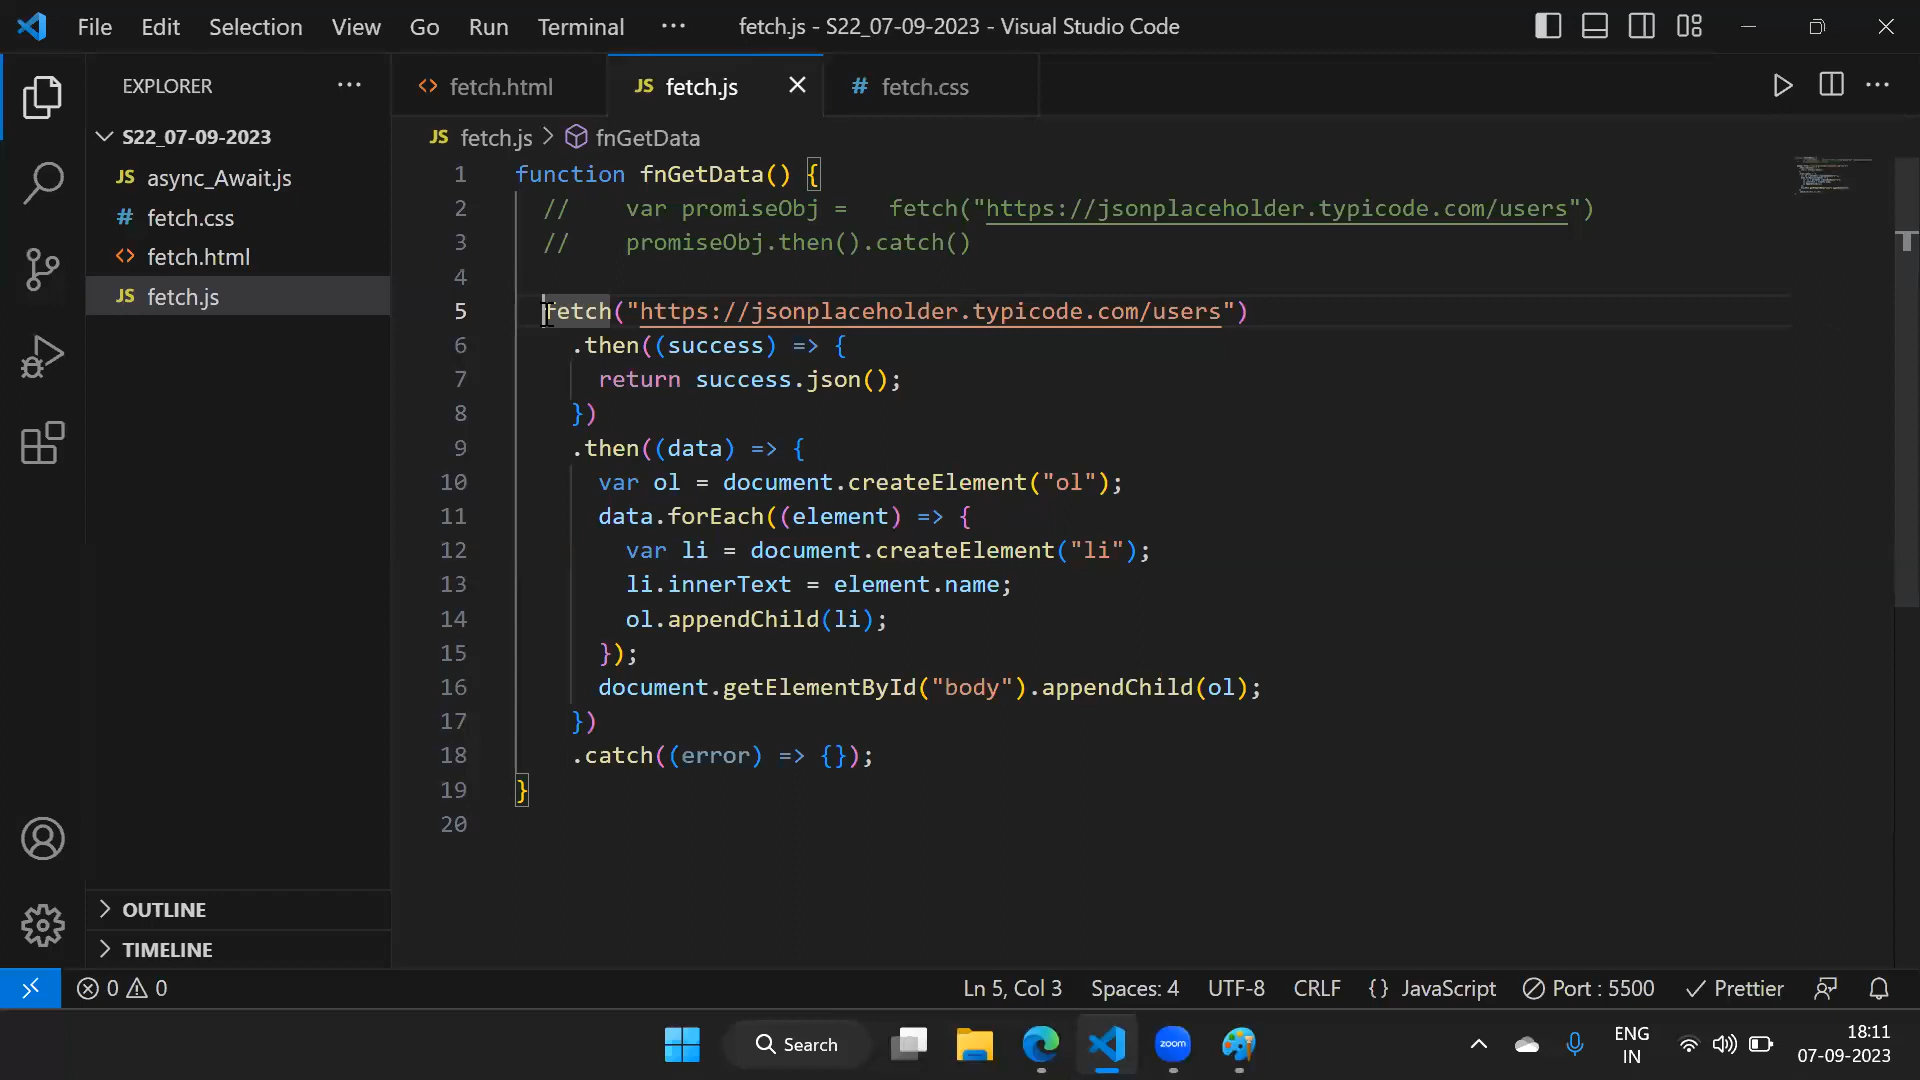 File Edit Selection View Go Run Terminal ··· fetch.js - S22_07-09-2023 - Visual Studio Code
EXPLORER ···
<> fetch.html JS fetch.js # fetch.css
S22_07-09-2023
JS async_Await.js
# fetch.css
<> fetch.html
JS fetch.js
OUTLINE
TIMELINE
JS fetch.js > fnGetData
1 function fnGetData() {
2 //    var promiseObj =   fetch("https://jsonplaceholder.typicode.com/users")
3 //    promiseObj.then().catch()
4
5   fetch("https://jsonplaceholder.typicode.com/users")
6     .then((success) => {
7       return success.json();
8     })
9     .then((data) => {
10       var ol = document.createElement("ol");
11       data.forEach((element) => {
12         var li = document.createElement("li");
13         li.innerText = element.name;
14         ol.appendChild(li);
15       });
16       document.getElementById("body").appendChild(ol);
17     })
18     .catch((error) => {});
19 }
20
0 0 Ln 5, Col 3 Spaces: 4 UTF-8 CRLF {} JavaScript Port : 5500 Prettier
Search zoom ENG IN 18:11
07-09-2023